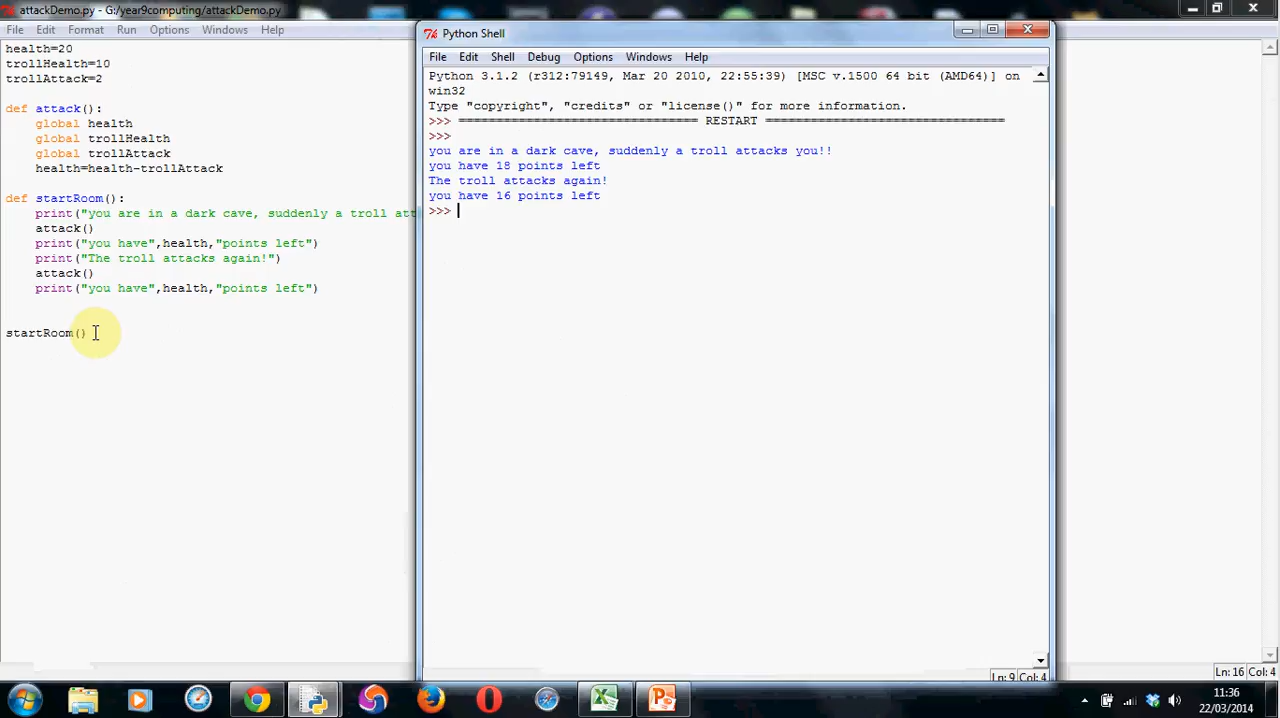 attackDemo.py - G:/year9computing/attackDemo.py
File Edit Format Run Options Windows Help
health=20
trollHealth=10
trollAttack=2
def attack():
global health
global trollHealth
global trollAttack
health=health-trollAttack
def startRoom():
print("you are in a dark cave, suddenly a troll att
attack()
print("you have",health,"points left")
print("The troll attacks again!")
attack()
print("you have",health,"points left")
startRoom()
Python Shell
File Edit Shell Debug Options Windows Help
Python 3.1.2 (r312:79149, Mar 20 2010, 22:55:39) [MSC v.1500 64 bit (AMD64)] on
win32
Type "copyright", "credits" or "license()" for more information.
>>> ================================ RESTART ================================
>>>
you are in a dark cave, suddenly a troll attacks you!!
you have 18 points left
The troll attacks again!
you have 16 points left
>>>
Ln: 9 Col: 4
Ln: 16 Col: 4
11:36
22/03/2014